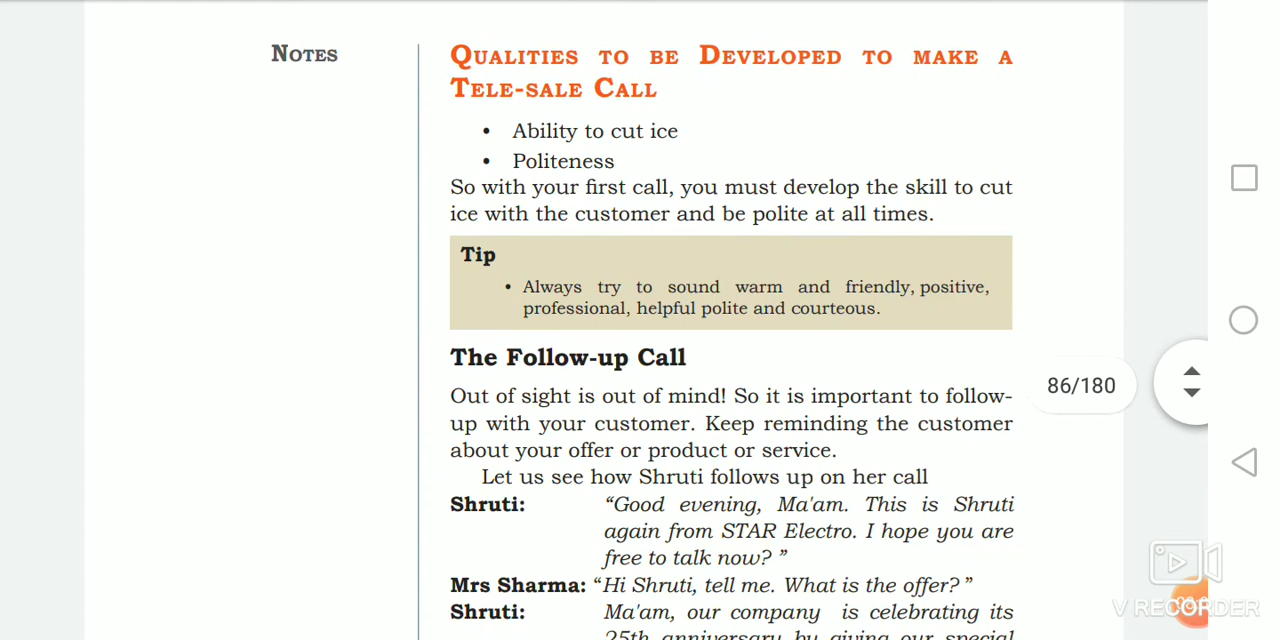 NOTES
QUALITIES TO BE DEVELOPED TO MAKE A
TELE-SALE CALL
• Ability to cut ice
• Politeness
So with your first call, you must develop the skill to cut
ice with the customer and be polite at all times.
Tip
• Always try to sound warm and friendly, positive,
professional, helpful polite and courteous.
The Follow-up Call
86/180
Out of sight is out of mind! So it is important to follow-
up with your customer. Keep reminding the customer
about your offer or product or service.
Let us see how Shruti follows up on her call
Shruti: “Good evening, Ma'am. This is Shruti
again from STAR Electro. I hope you are
free to talk now? ”
Mrs Sharma: “Hi Shruti, tell me. What is the offer? ”
Shruti: Ma'am, our company is celebrating its
25th anniversary by giving our special
V RECORDER